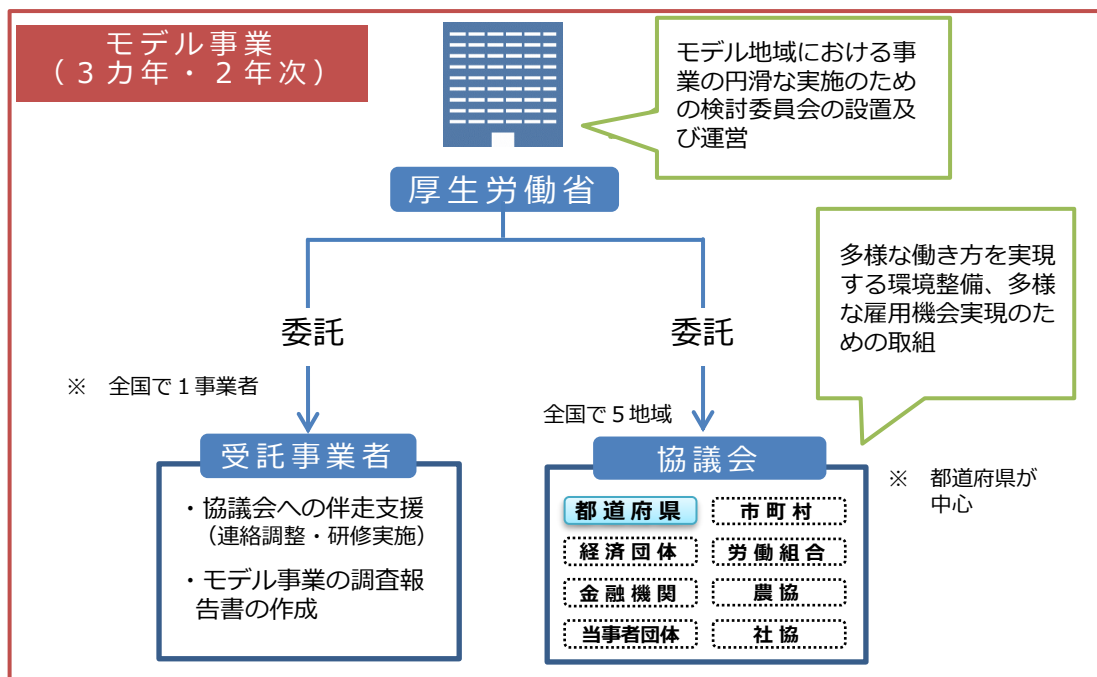 モデル事業
（３カ年・２年次）
モデル地域における事
業の円滑な実施のため
の検討委員会の設置及
び運営
厚生労働省
多様な働き方を実現
する環境整備、多様
な雇用機会実現のた
めの取組
委託
委託
※　全国で１事業者
全国で５地域
受託事業者
・協議会への伴走支援
（連絡調整・研修実施）
・モデル事業の調査報
告書の作成
協議会
※　都道府県が
中心
都道府県
市町村
経済団体
労働組合
金融機関
農協
当事者団体
社協